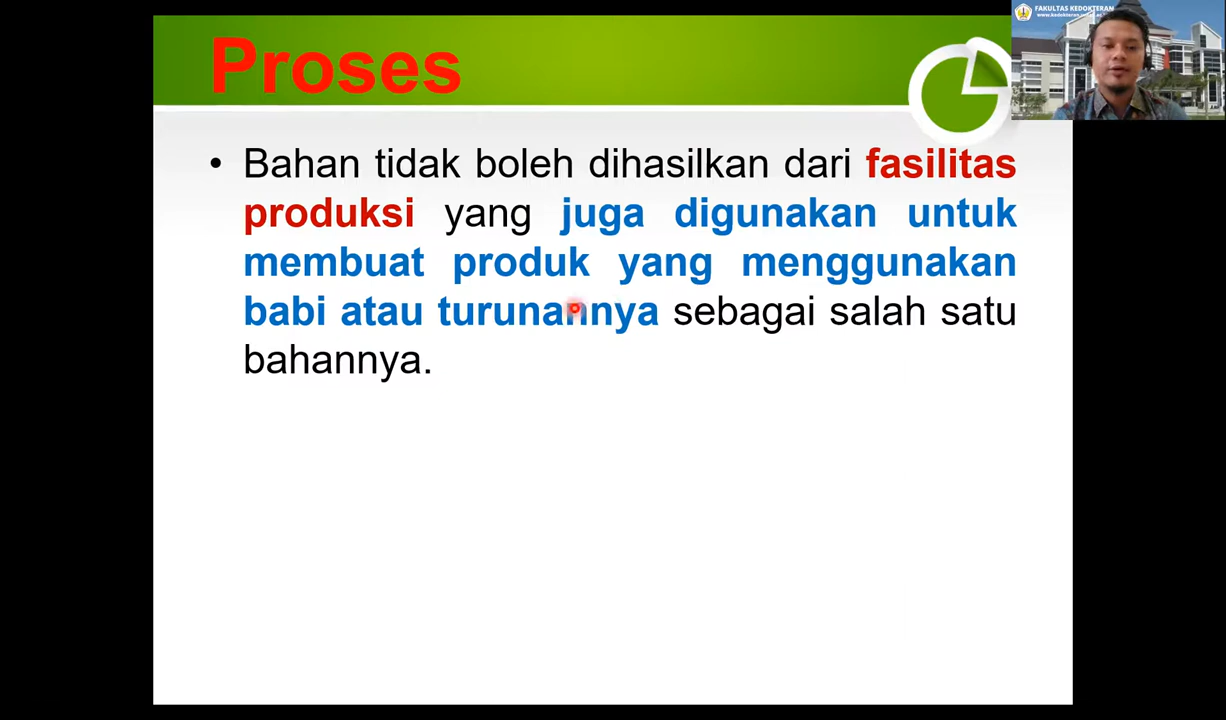 Proses
FAKULTAS KEDOKTERAN
• Bahan tidak boleh dihasilkan dari fasilitas
produksi yang juga digunakan untuk
membuat produk yang menggunakan
babi atau turunannya sebagai salah satu
bahannya.